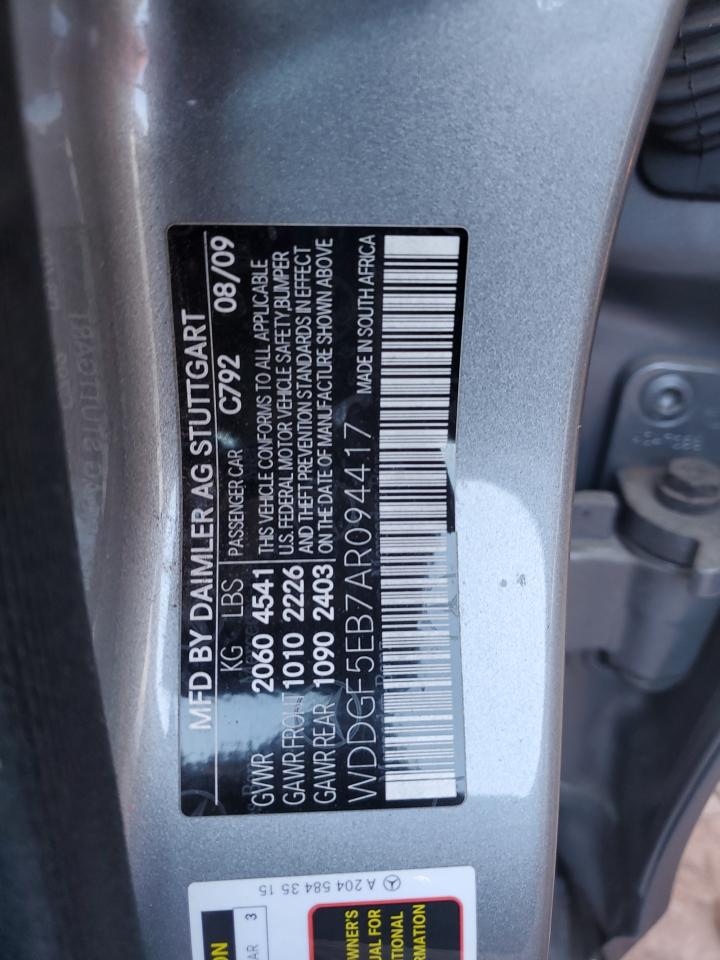 MFD BY DAIMLER AG STUTTGART
KG LBS PASSENGER CAR C792 08/09
GVWR 2060 4541 THIS VEHICLE CONFORMS TO ALL APPLICABLE
GAWR FRONT 1010 2226 U.S. FEDERAL MOTOR VEHICLE SAFETY BUMPER
AND THEFT PREVENTION STANDARDS IN EFFECT
GAWR REAR 1090 2403 ON THE DATE OF MANUFACTURE SHOWN ABOVE
WDDGF5EB7AR094417 MADE IN SOUTH AFRICA
A 204 584 35 15
3